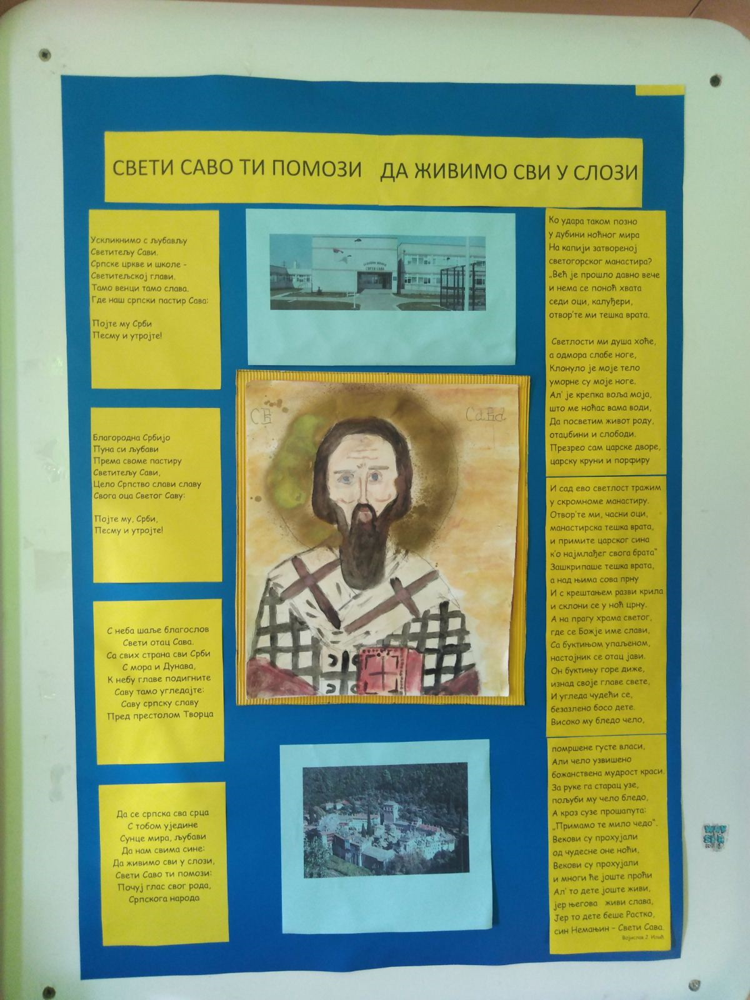 СВЕТИ САВО ТИ ПОМОЗИ ДА ЖИВИМО СВИ У СЛОЗИ
Ускликнимо с љубављу
Светитељу Сави.
Српске цркве и школе -
Светитељској глави.
Тамо венци тамо слава.
Где наш српски пастир Сава:
Појте му Срби
Песму и утројте!
Благородна Србијо
Пуна си љубави
Према своме пастиру
Светитељу Сави,
Цело Српство слави славу
Свога оца Светог Саву:
Појте му, Срби,
Песму и утројте!
С неба шаље благослов
Свети отац Сава.
Са свих страна сви Срби
С мора и Дунава,
К небу главе подигните
Саву тамо угледајте:
Саву српску славу
Пред престолом Творца
Да се српска сва срца
С тобом уједине
Сунце мира, љубави
Да нам свима сине:
Да живимо сви у слози,
Свети Саво ти помози:
Почуј глас свог рода,
Српскога народа
ОСНОВНА ШКОЛА
СВЕТИ САВА
СВ Сава
Ко удара таком позно
у дубини ноћног мира
На капији затвореној
светогорског манастира?
„Већ је прошло давно вече
и нема се поноћ хвата
седи оци, калуђери,
отвор'те ми тешка врата.
Светлости ми душа хоће,
а одмора слабе ноге,
Клонуло је моје тело
уморне су моје ноге.
Ал' је крепка воља моја,
што ме ноћас вама води,
Да посветим живот роду,
отаџбини и слободи.
Презрео сам царске дворе,
царску круни и порфиру
И сад ево светлост тражим
у скромноме манастиру.
Отвор'те ми, часни оци,
манастирска тешка врата,
и примите царског сина
к'о најмлађег свога брата“
Зашкрипаше тешка врата,
а над њима сова прну
И с крештањем разви крила
и склони се у ноћ црну.
А на прагу храма светог,
где се Божје име слави,
Са буктињом упаљеном,
настојник се отац јави.
Он буктињу горе диже,
изнад своје главе свете,
И угледа чудећи се,
безазлено босо дете.
Високо му бледо чело,
помршене густе власи,
Али чело узвишено
божанствена мудрост краси.
За руке га старац узе,
пољуби му чело бледо,
А кроз сузе прошапута:
„Примамо те мило чедо“.
Векови су прохујали
од чудесне оне ноћи,
Векови су прохујали
и многи ће јоште проћи
Ал' то дете јоште живи,
јер његова живи слава,
Јер то дете беше Растко,
син Немањин – Свети Сава.
Војислав Ј. Илић